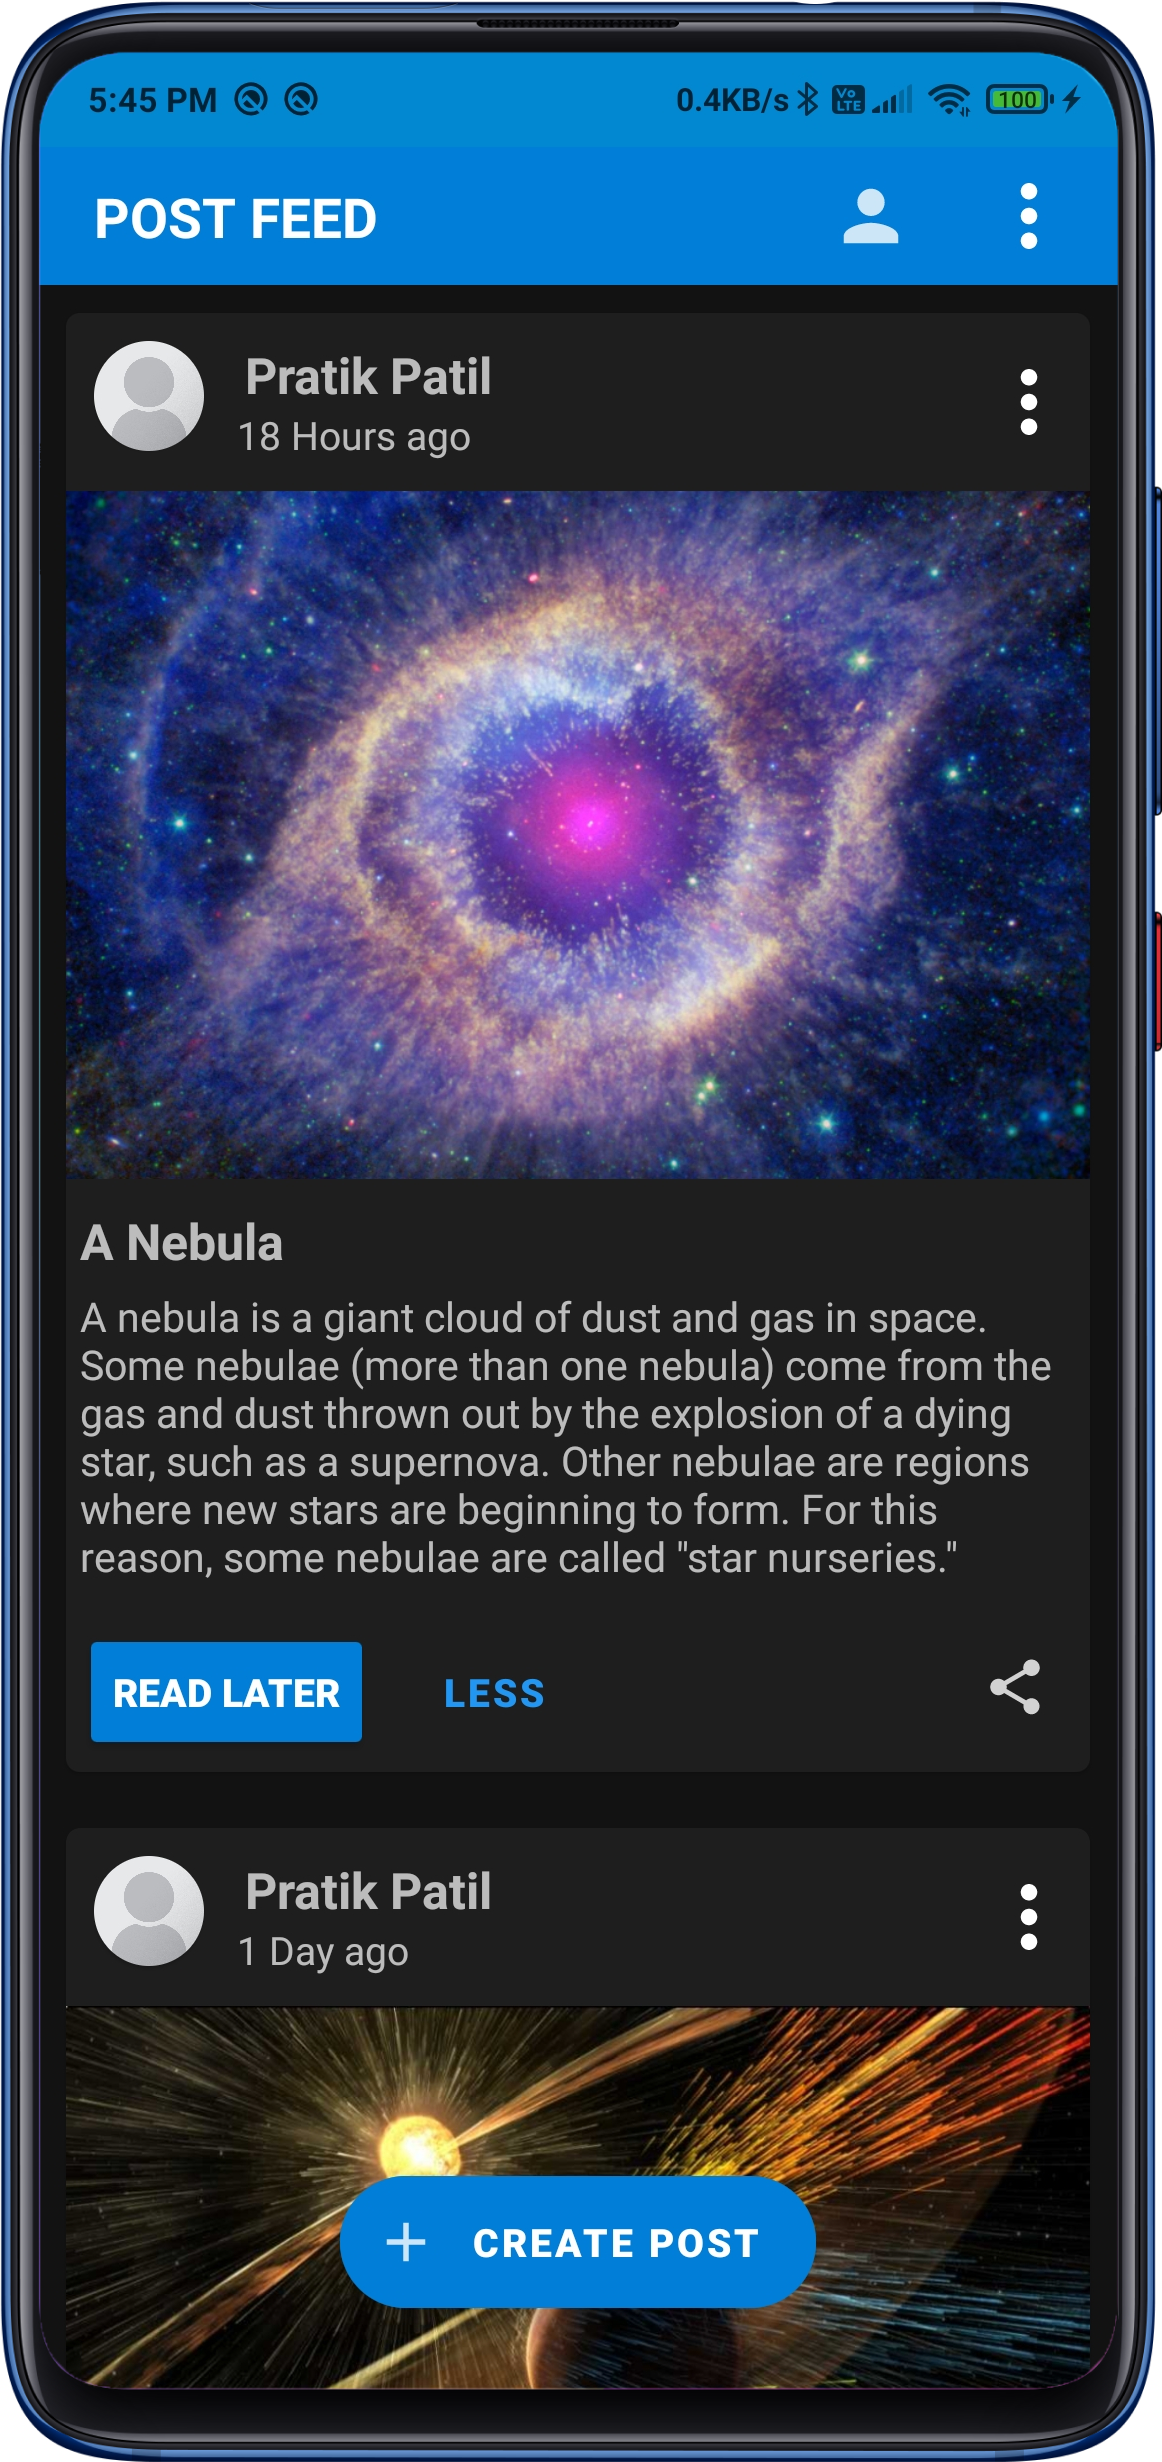 5:45 PM 0.4KB/s Vo LTE 100
POST FEED
Pratik Patil
18 Hours ago
A Nebula
A nebula is a giant cloud of dust and gas in space.
Some nebulae (more than one nebula) come from the
gas and dust thrown out by the explosion of a dying
star, such as a supernova. Other nebulae are regions
where new stars are beginning to form. For this
reason, some nebulae are called "star nurseries."
READ LATER LESS
Pratik Patil
1 Day ago
CREATE POST